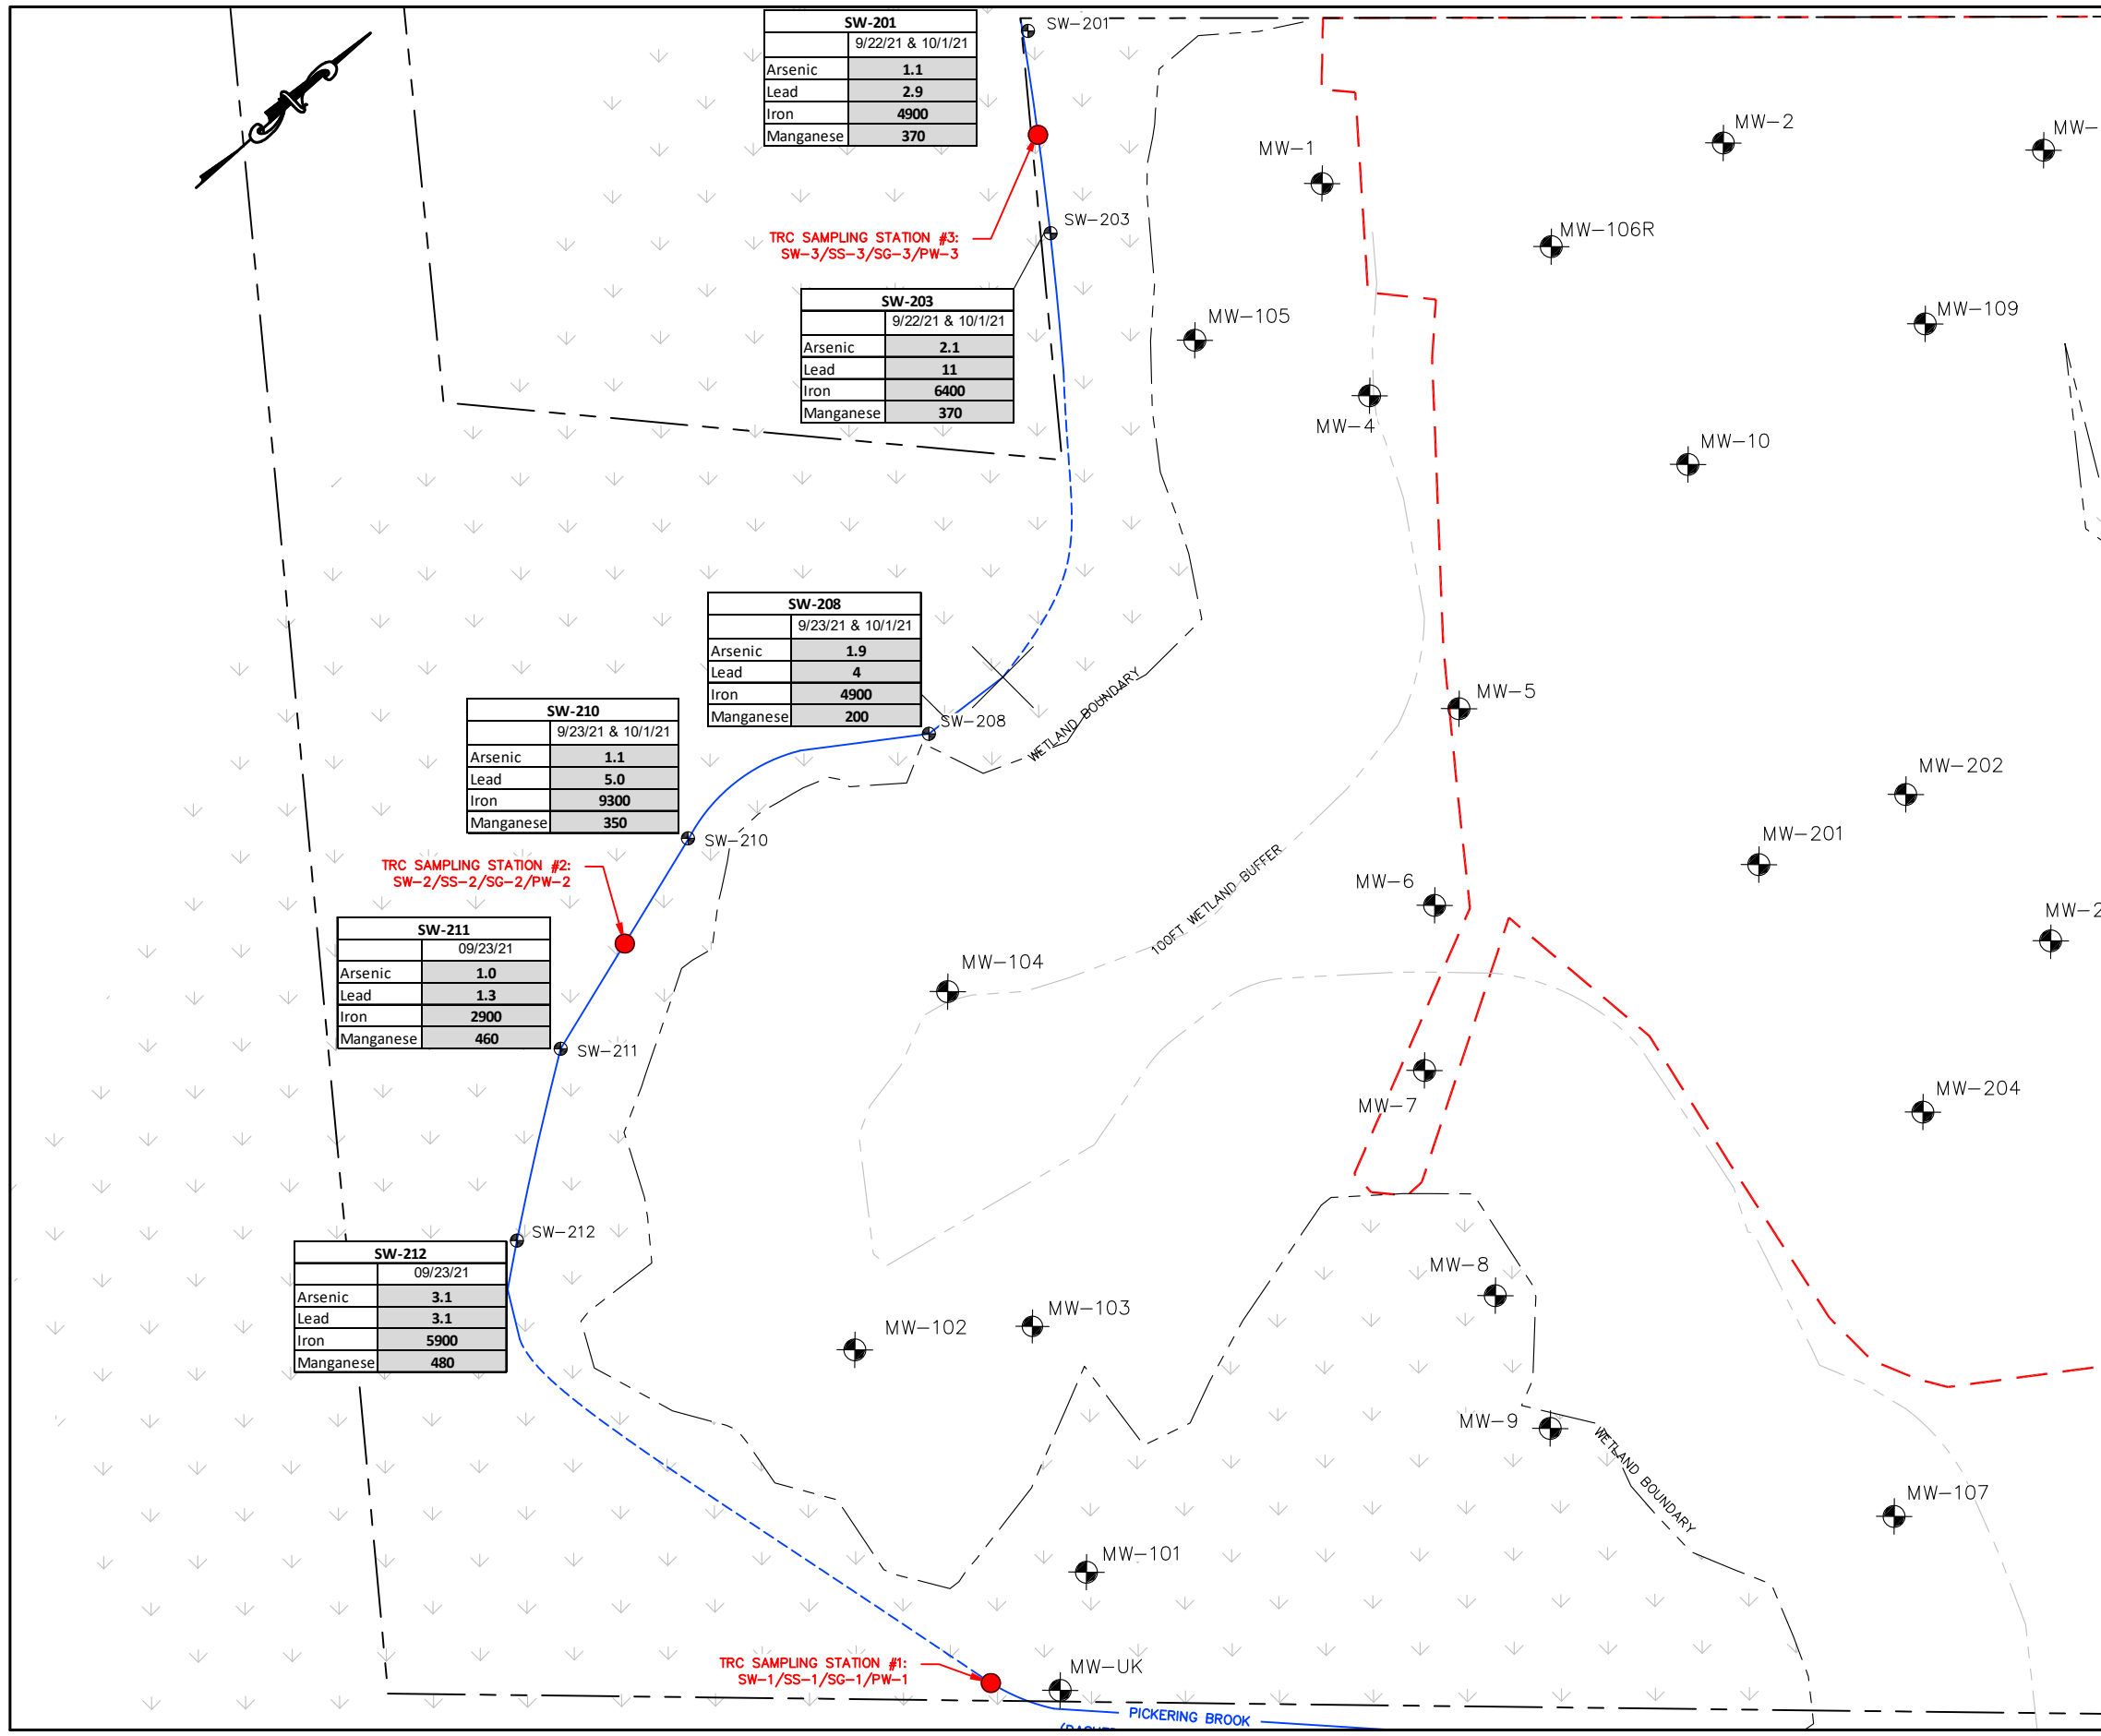 SW-201
9/22/21 & 10/1/21
Arsenic 1.1
Lead 2.9
Iron 4900
Manganese 370
SW-201
MW-1
MW-2
MW-
TRC SAMPLING STATION #3:
SW-3/SS-3/SG-3/PW-3
SW-203
MW-106R
SW-203
9/22/21 & 10/1/21
Arsenic 2.1
Lead 11
Iron 6400
Manganese 370
MW-105
MW-109
MW-4
MW-10
SW-208
9/23/21 & 10/1/21
Arsenic 1.9
Lead 4
Iron 4900
Manganese 200
SW-208
WETLAND BOUNDARY
MW-5
SW-210
9/23/21 & 10/1/21
Arsenic 1.1
Lead 5.0
Iron 9300
Manganese 350
SW-210
MW-202
MW-201
TRC SAMPLING STATION #2:
SW-2/SS-2/SG-2/PW-2
MW-6
100FT WETLAND BUFFER
MW-2
SW-211
09/23/21
Arsenic 1.0
Lead 1.3
Iron 2900
Manganese 460
SW-211
MW-104
MW-7
MW-204
SW-212
SW-212
09/23/21
Arsenic 3.1
Lead 3.1
Iron 5900
Manganese 480
MW-8
MW-103
MW-102
MW-9
WETLAND BOUNDARY
MW-107
MW-101
TRC SAMPLING STATION #1:
SW-1/SS-1/SG-1/PW-1
MW-UK
PICKERING BROOK